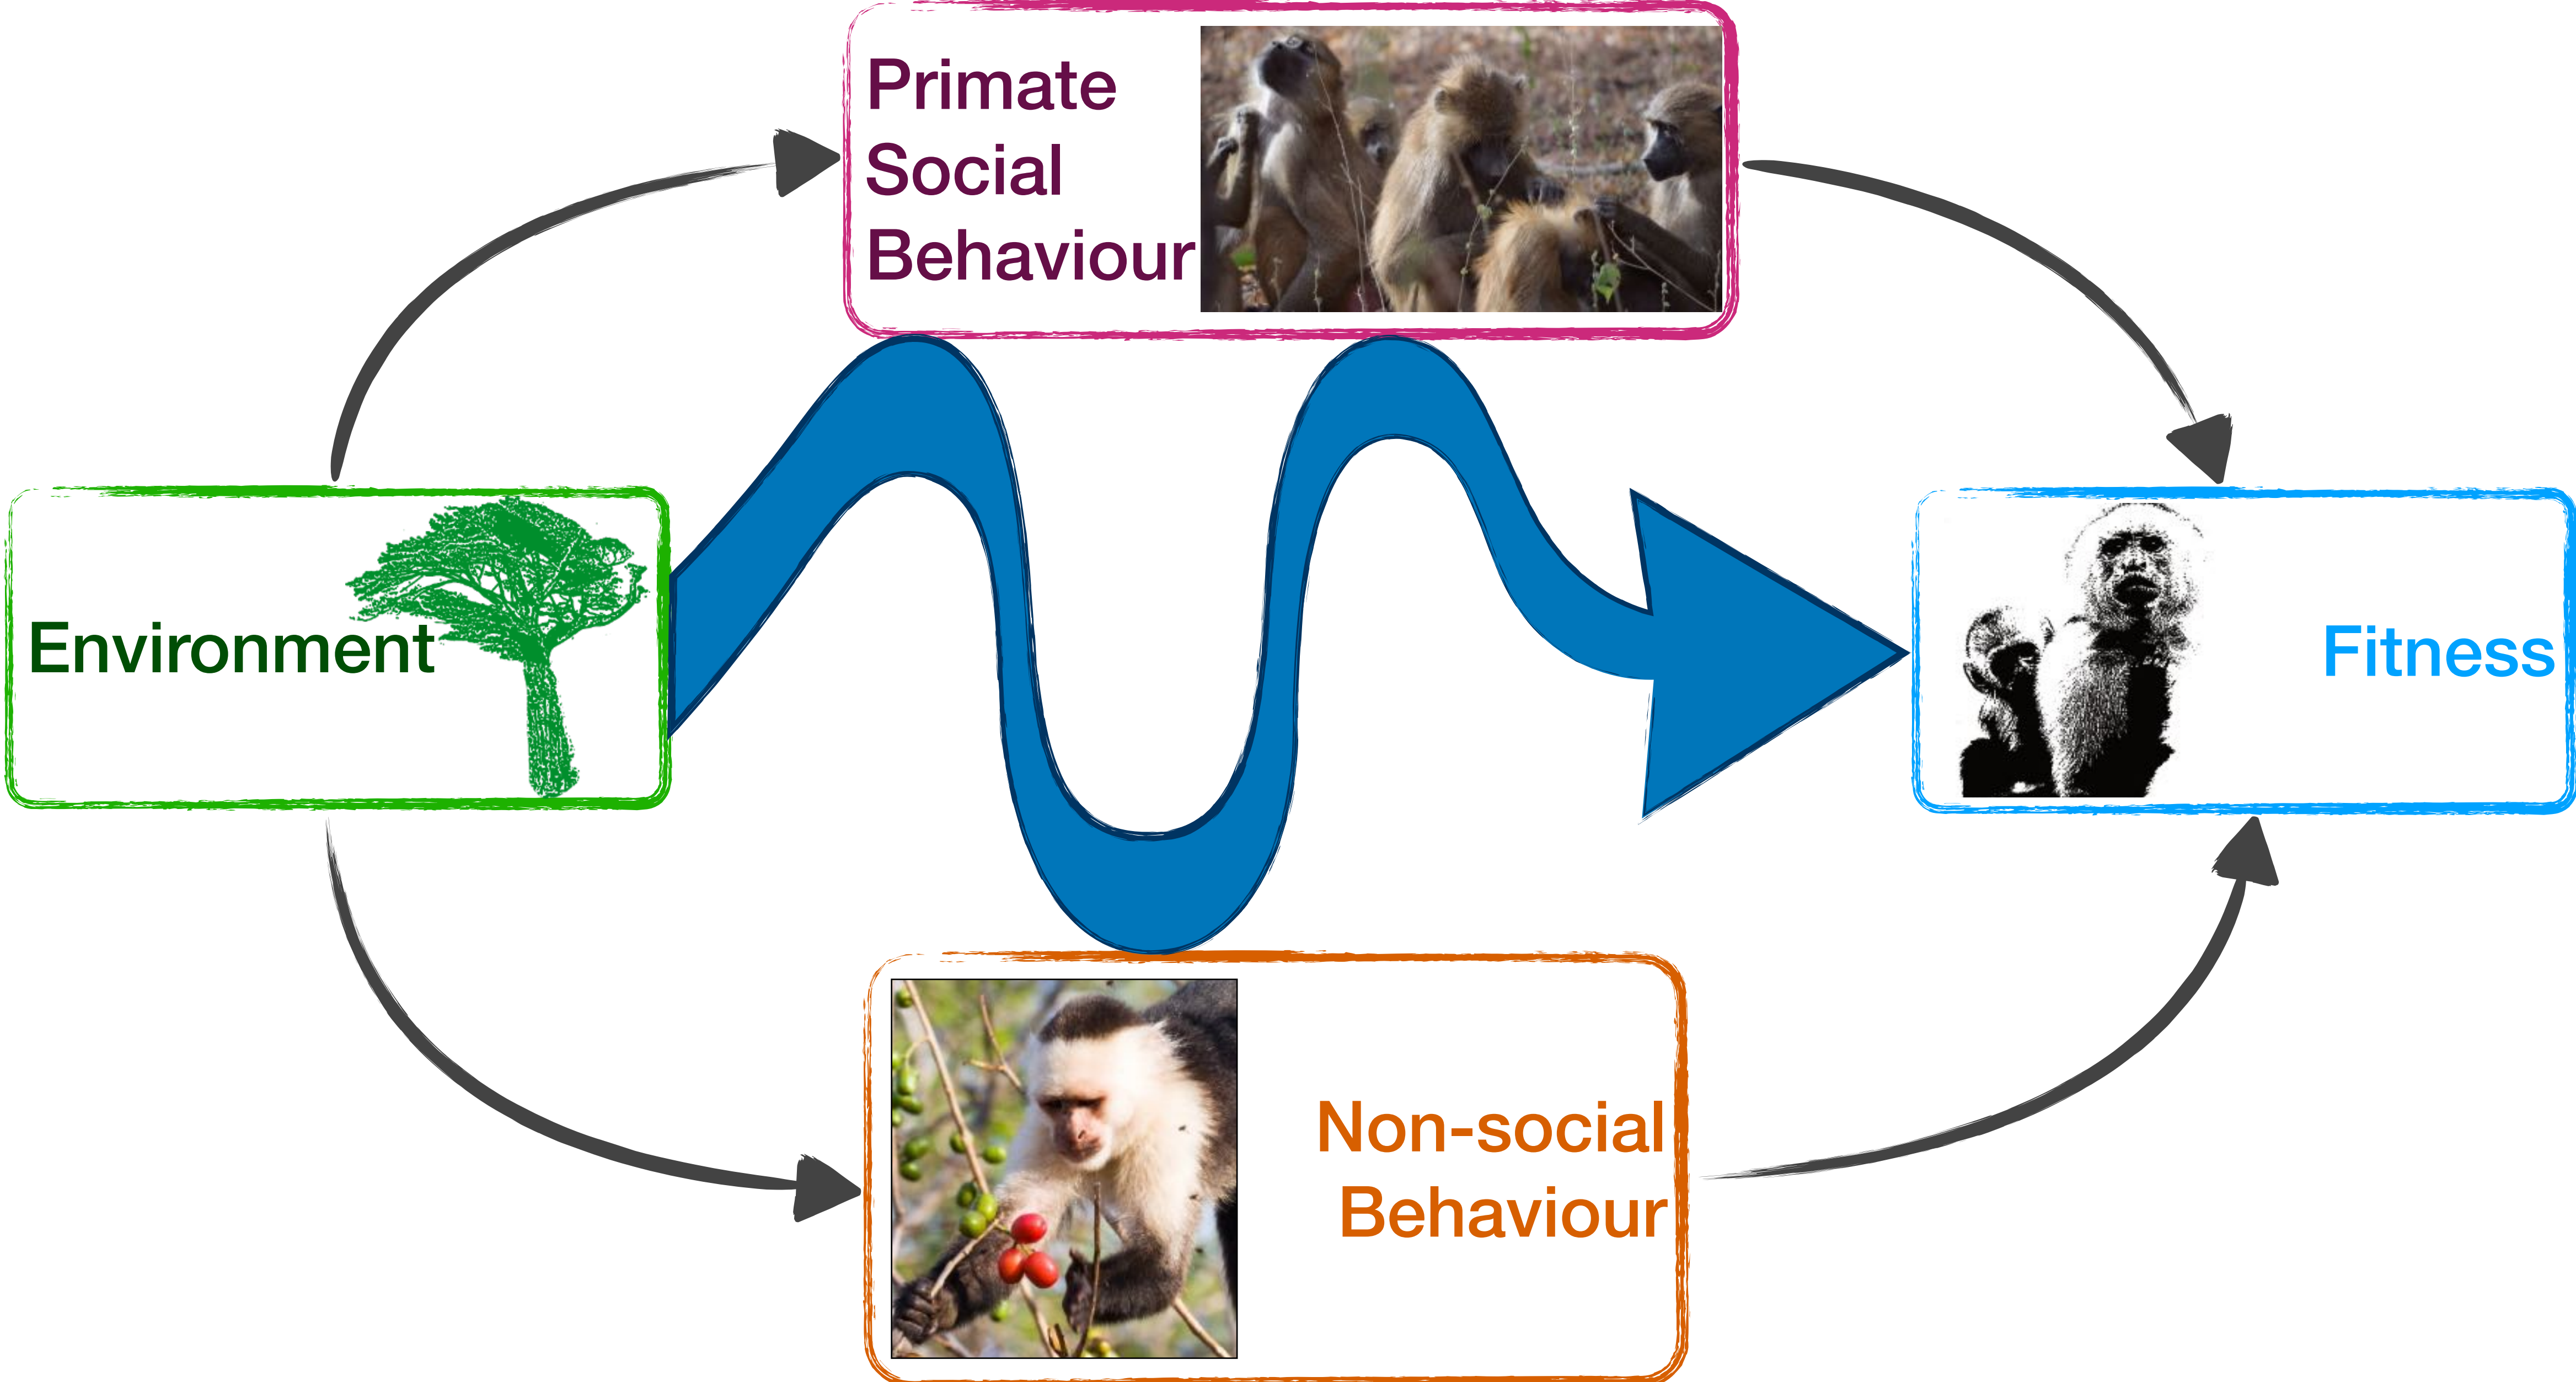 Primate
Social
Behaviour
Environment
Fitness
Non-social
Behaviour